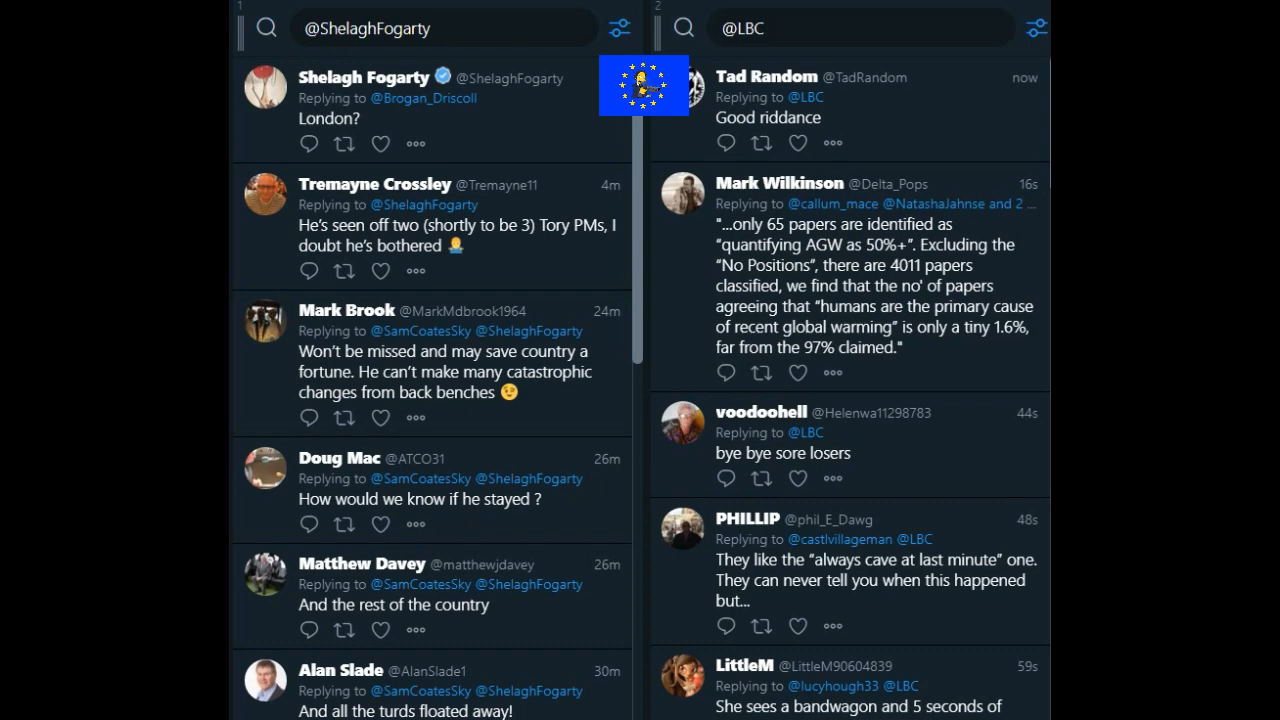 1
@ShelaghFogarty
Shelagh Fogarty @ShelaghFogarty
Replying to @Brogan_Driscoll
London?
Tremayne Crossley @Tremayne11 4m
Replying to @ShelaghFogarty
He's seen off two (shortly to be 3) Tory PMs, I
doubt he's bothered
Mark Brook @MarkMdbrook1964 24m
Replying to @SamCoatesSky @ShelaghFogarty
Won't be missed and may save country a
fortune. He can't make many catastrophic
changes from back benches
Doug Mac @ATCO31 26m
Replying to @SamCoatesSky @ShelaghFogarty
How would we know if he stayed ?
Matthew Davey @matthewjdavey 26m
Replying to @SamCoatesSky @ShelaghFogarty
And the rest of the country
Alan Slade @AlanSlade1 30m
Replying to @SamCoatesSky @ShelaghFogarty
And all the turds floated away!
2
@LBC
Tad Random @TadRandom now
Replying to @LBC
Good riddance
Mark Wilkinson @Delta_Pops 16s
Replying to @callum_mace @NatashaJahnse and 2 ...
"...only 65 papers are identified as
“quantifying AGW as 50%+”. Excluding the
“No Positions”, there are 4011 papers
classified, we find that the no' of papers
agreeing that “humans are the primary cause
of recent global warming” is only a tiny 1.6%,
far from the 97% claimed."
voodoohell @Helenwa11298783 44s
Replying to @LBC
bye bye sore losers
PHILLIP @phil_E_Dawg 48s
Replying to @castlvillageman @LBC
They like the “always cave at last minute” one.
They can never tell you when this happened
but...
LittleM @LittleM90604839 59s
Replying to @lucyhough33 @LBC
She sees a bandwagon and 5 seconds of